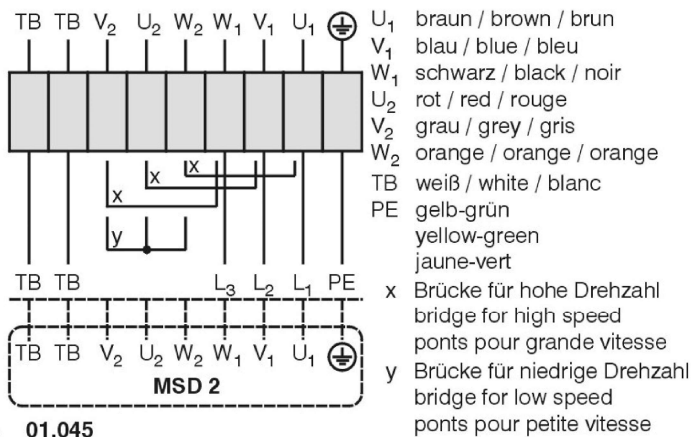 TB TB V₂ U₂ W₂ W₁ V₁ U₁
x x x
y
TB TB L₃ L₂ L₁ PE
TB TB V₂ U₂ W₂ W₁ V₁ U₁
MSD 2
01.045
U₁ braun / brown / brun
V₁ blau / blue / bleu
W₁ schwarz / black / noir
U₂ rot / red / rouge
V₂ grau / grey / gris
W₂ orange / orange / orange
TB weiß / white / blanc
PE gelb-grün
yellow-green
jaune-vert
x Brücke für hohe Drehzahl
bridge for high speed
ponts pour grande vitesse
y Brücke für niedrige Drehzahl
bridge for low speed
ponts pour petite vitesse